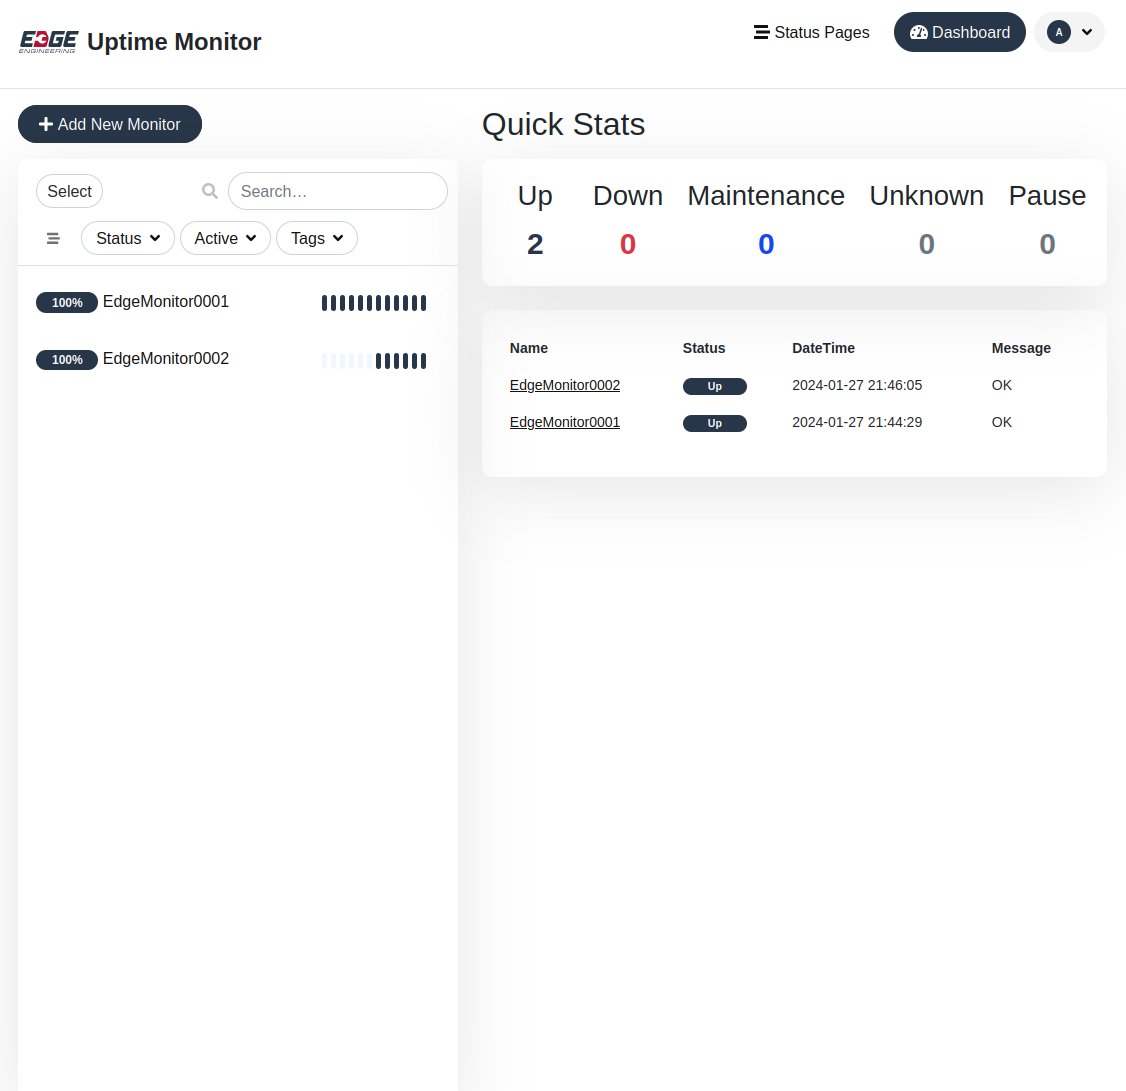 EDGE
ENGINEERING
Uptime Monitor
Status Pages
Dashboard
A
Add New Monitor
Select
Search…
Status
Active
Tags
100% EdgeMonitor0001
100% EdgeMonitor0002
Quick Stats
Up Down Maintenance Unknown Pause
2 0 0 0 0
Name Status DateTime Message
EdgeMonitor0002 Up 2024-01-27 21:46:05 OK
EdgeMonitor0001 Up 2024-01-27 21:44:29 OK